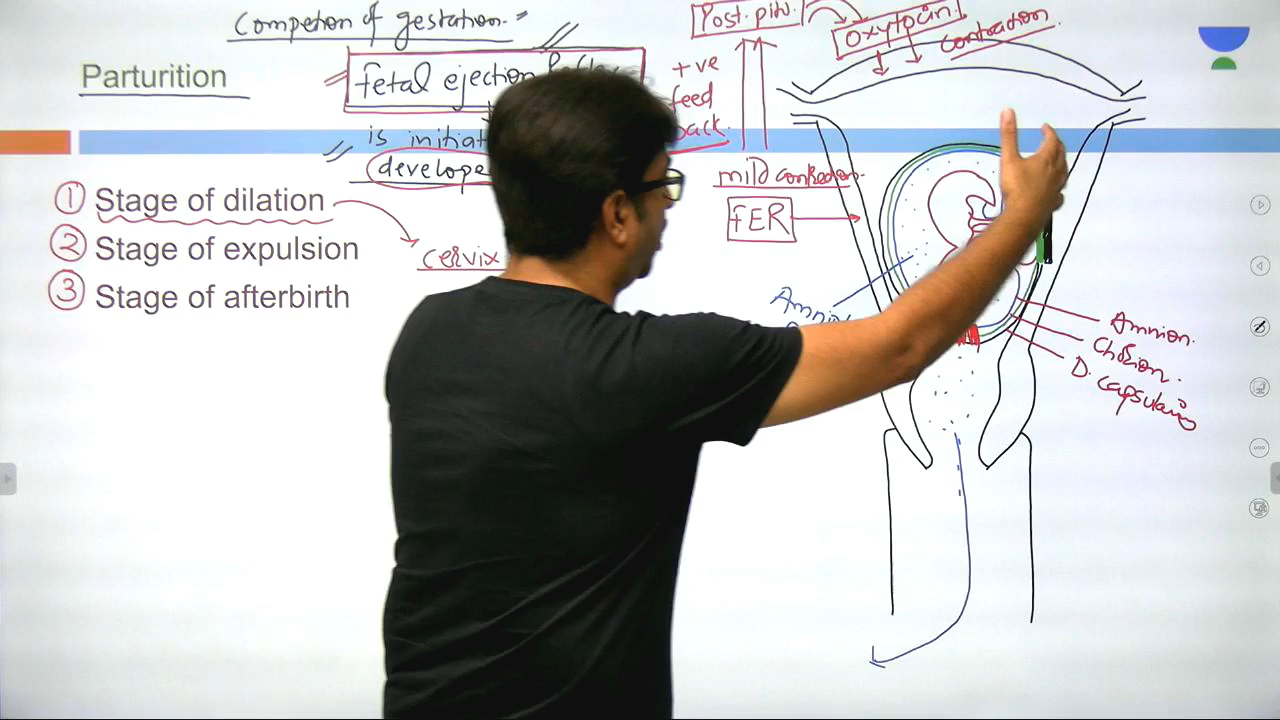 Competion of gestation.
Parturition
fetal ejection
is initiat
develope
① Stage of dilation
cervix
② Stage of expulsion
③ Stage of afterbirth
Post. pitu.
Oxytocin
contraction
+ve
feed
back.
mild contraction.
FER
Amnion.
Chorion.
D. capsularis